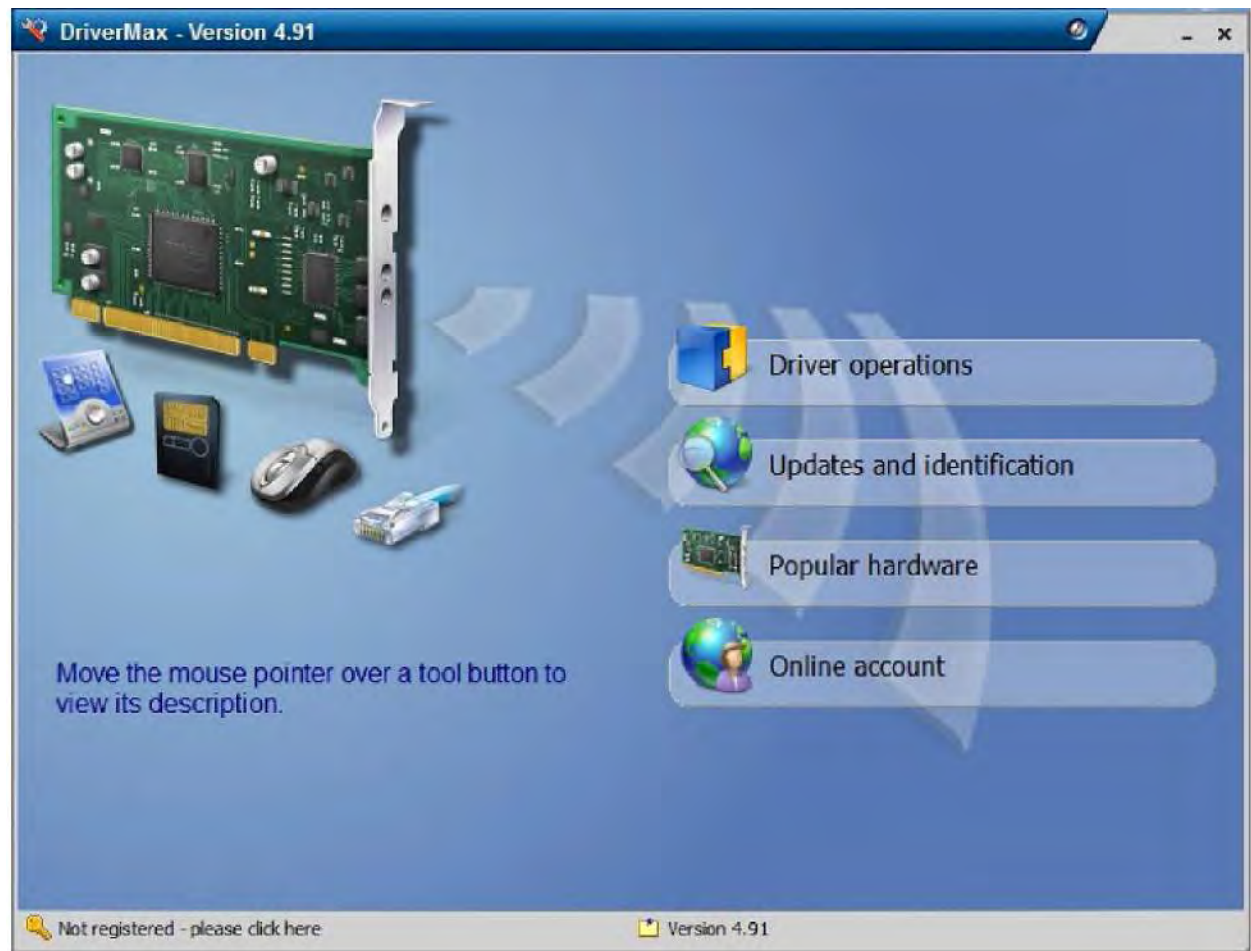 DriverMax - Version 4.91
Driver operations
Updates and identification
Popular hardware
Online account
Move the mouse pointer over a tool button to
view its description.
Not registered - please click here
Version 4.91